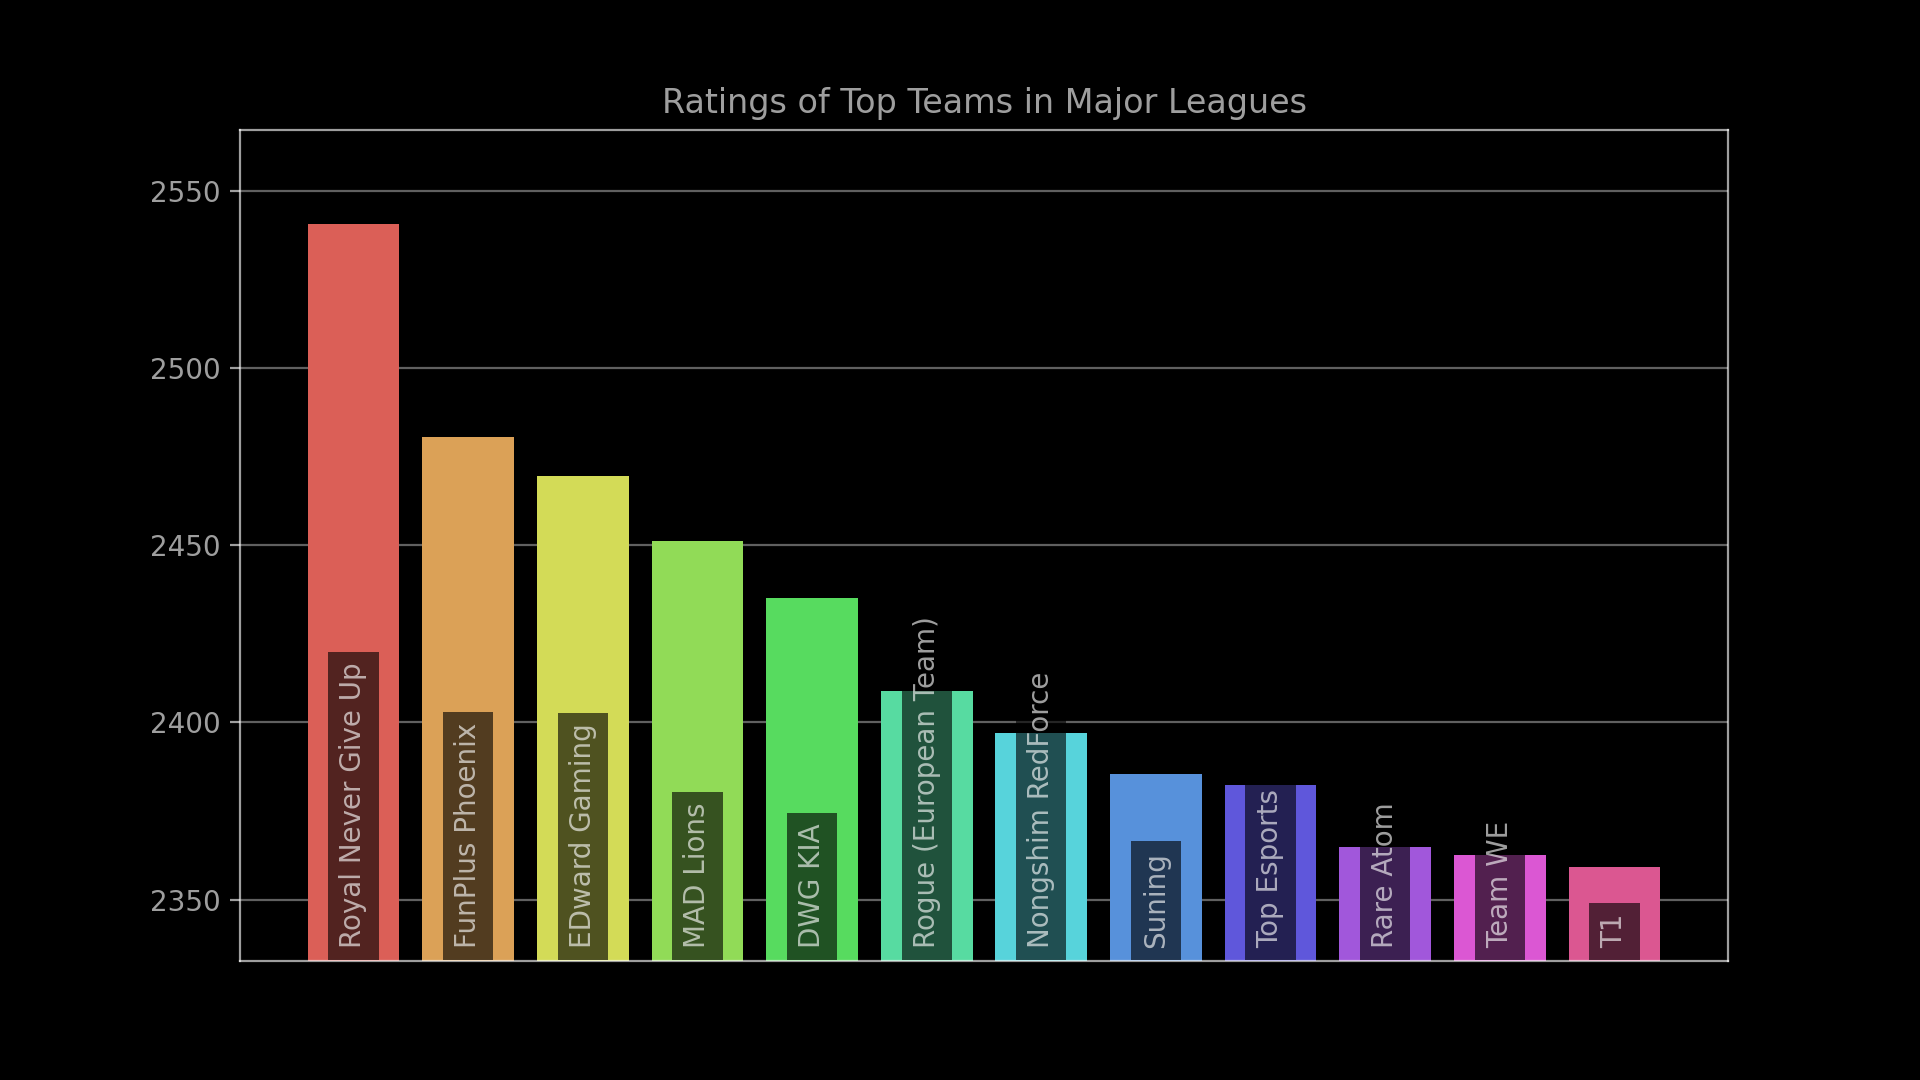 Ratings of Top Teams in Major Leagues
2550
2500
2450
2400
2350
Royal Never Give Up
FunPlus Phoenix
EDward Gaming
MAD Lions
DWG KIA
Rogue (European Team)
Nongshim RedForce
Suning
Top Esports
Rare Atom
Team WE
T1